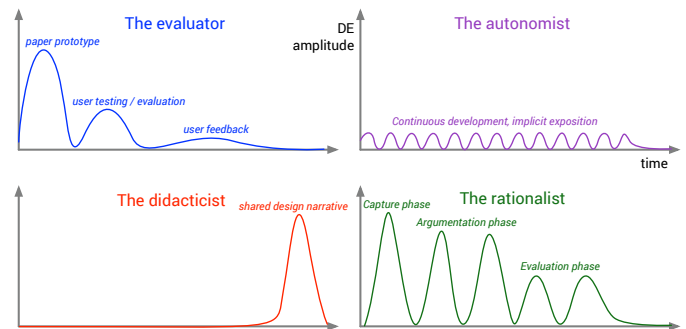 The evaluator
paper prototype
user testing / evaluation
user feedback
DE
amplitude
The autonomist
Continuous development, implicit exposition
time
The didacticist
shared design narrative
The rationalist
Capture phase
Argumentation phase
Evaluation phase